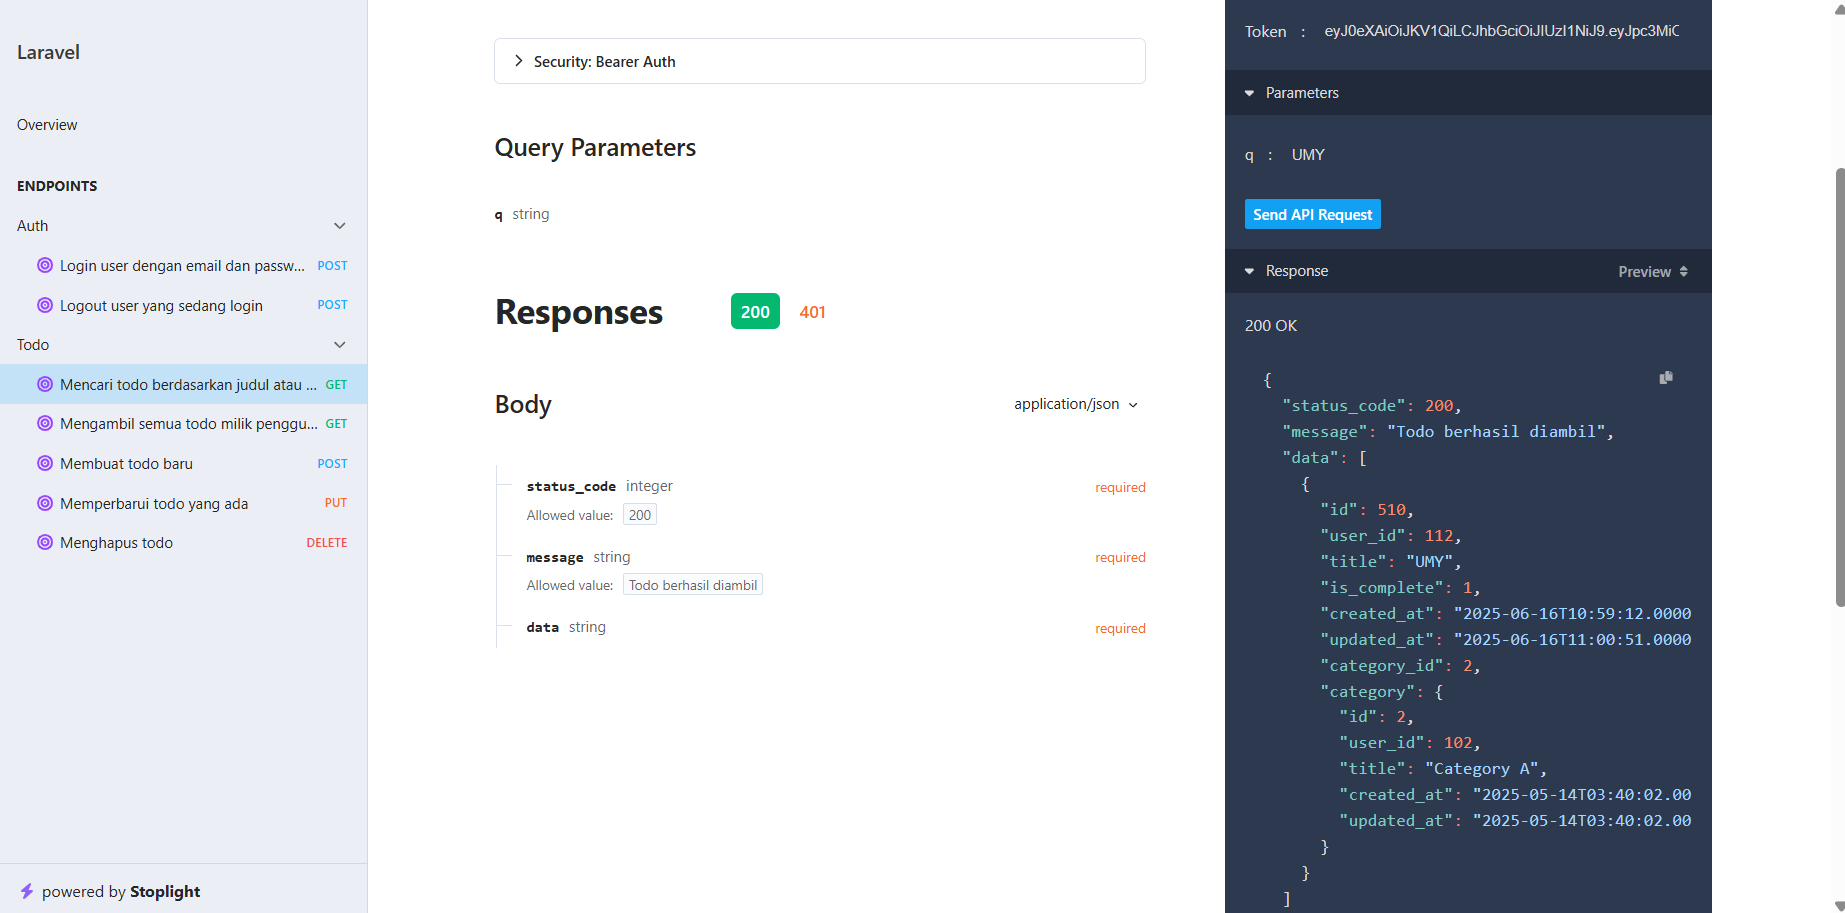 Laravel
Overview
ENDPOINTS
Auth
Login user dengan email dan passw... POST
Logout user yang sedang login POST
Todo
Mencari todo berdasarkan judul atau ... GET
Mengambil semua todo milik penggu... GET
Membuat todo baru POST
Memperbarui todo yang ada PUT
Menghapus todo DELETE
powered by Stoplight
Security: Bearer Auth
Query Parameters
q string
Responses 200 401
Body application/json
status_code integer required
Allowed value: 200
message string required
Allowed value: Todo berhasil diambil
data string required
Token : eyJ0eXAiOiJKV1QiLCJhbGciOiJIUzI1NiJ9.eyJpc3MiC
Parameters
q : UMY
Send API Request
Response Preview
200 OK
{
"status_code": 200,
"message": "Todo berhasil diambil",
"data": [
{
"id": 510,
"user_id": 112,
"title": "UMY",
"is_complete": 1,
"created_at": "2025-06-16T10:59:12.0000
"updated_at": "2025-06-16T11:00:51.0000
"category_id": 2,
"category": {
"id": 2,
"user_id": 102,
"title": "Category A",
"created_at": "2025-05-14T03:40:02.00
"updated_at": "2025-05-14T03:40:02.00
}
}
]